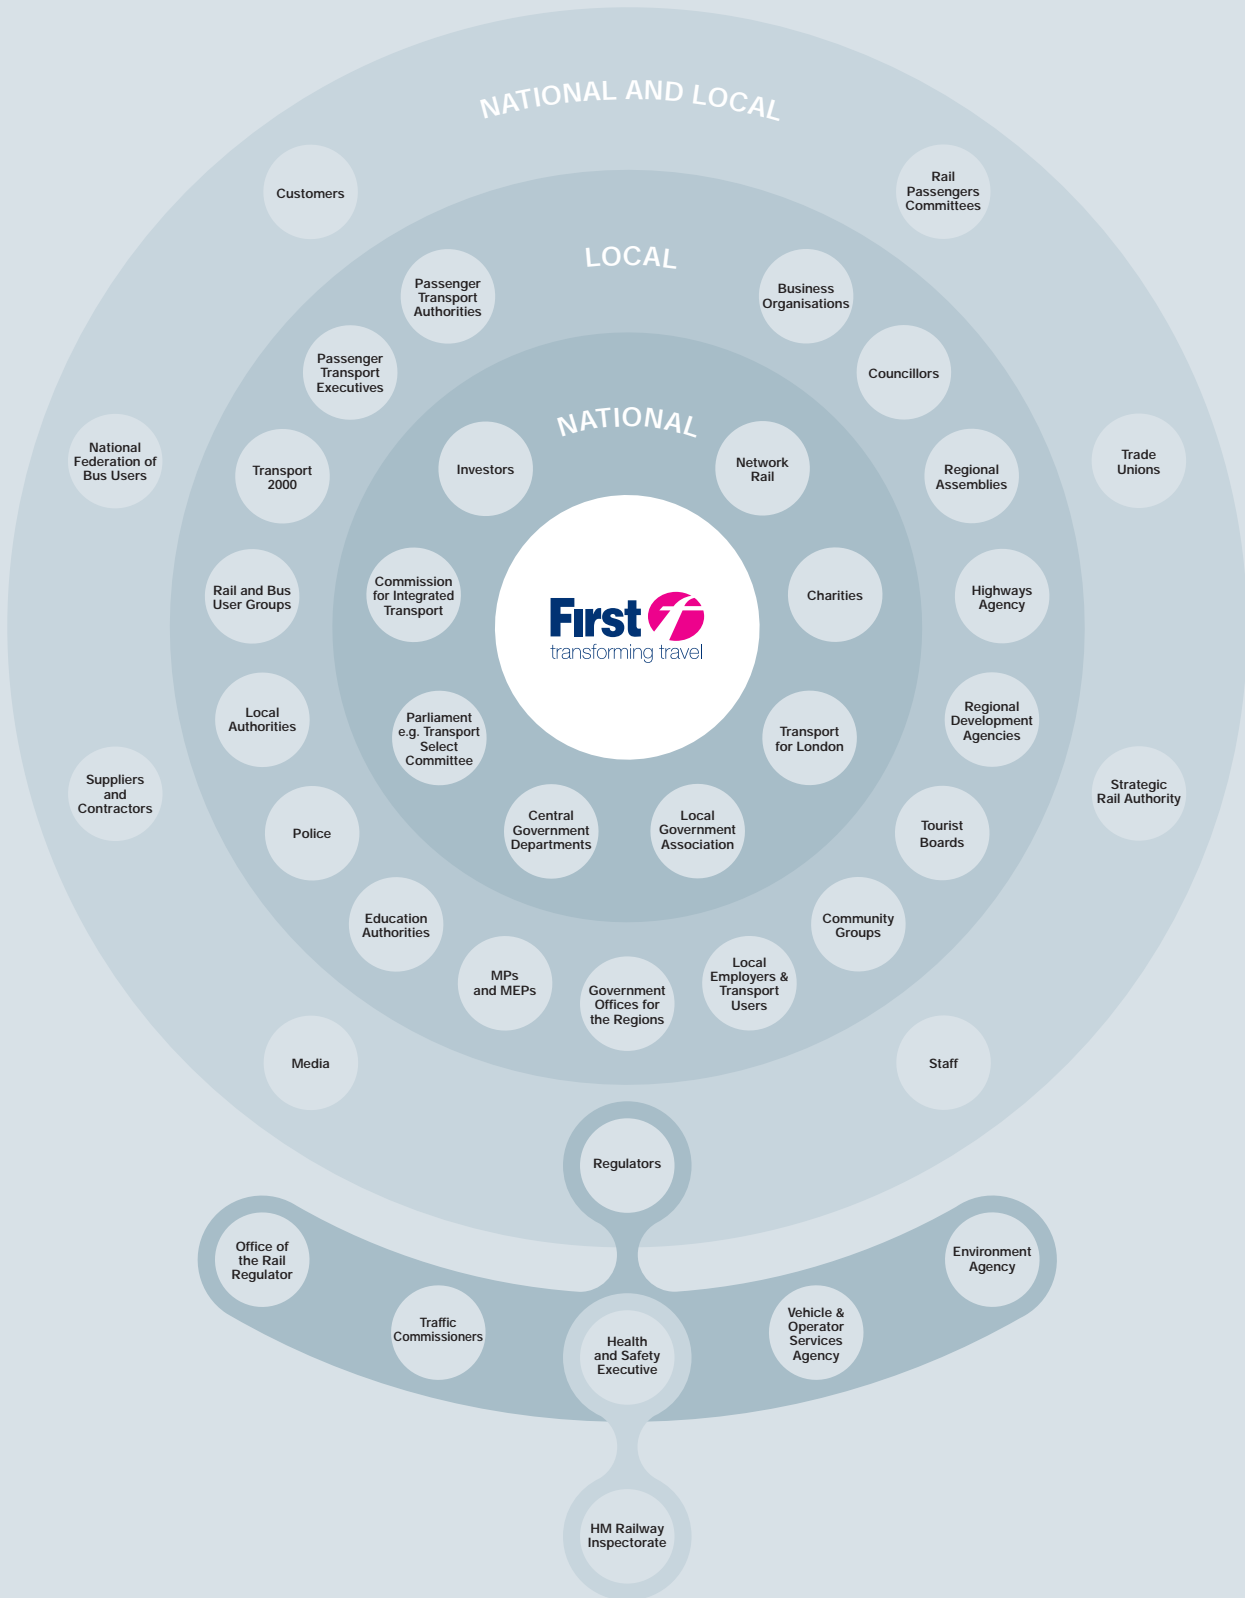 NATIONAL AND LOCAL
Customers
Rail
Passengers
Committees
LOCAL
Passenger
Transport
Authorities
Business
Organisations
Passenger
Transport
Executives
Councillors
NATIONAL
National
Federation of
Bus Users
Transport
2000
Investors
Network
Rail
Regional
Assemblies
Trade
Unions
Rail and Bus
User Groups
Commission
for Integrated
Transport
First
transforming travel
Charities
Highways
Agency
Local
Authorities
Parliament
e.g. Transport
Select
Committee
Transport
for London
Regional
Development
Agencies
Suppliers
and
Contractors
Strategic
Rail Authority
Police
Central
Government
Departments
Local
Government
Association
Tourist
Boards
Education
Authorities
Community
Groups
MPs
and MEPs
Government
Offices for
the Regions
Local
Employers &
Transport
Users
Media
Staff
Regulators
Office of
the Rail
Regulator
Environment
Agency
Traffic
Commissioners
Health
and Safety
Executive
Vehicle &
Operator
Services
Agency
HM Railway
Inspectorate